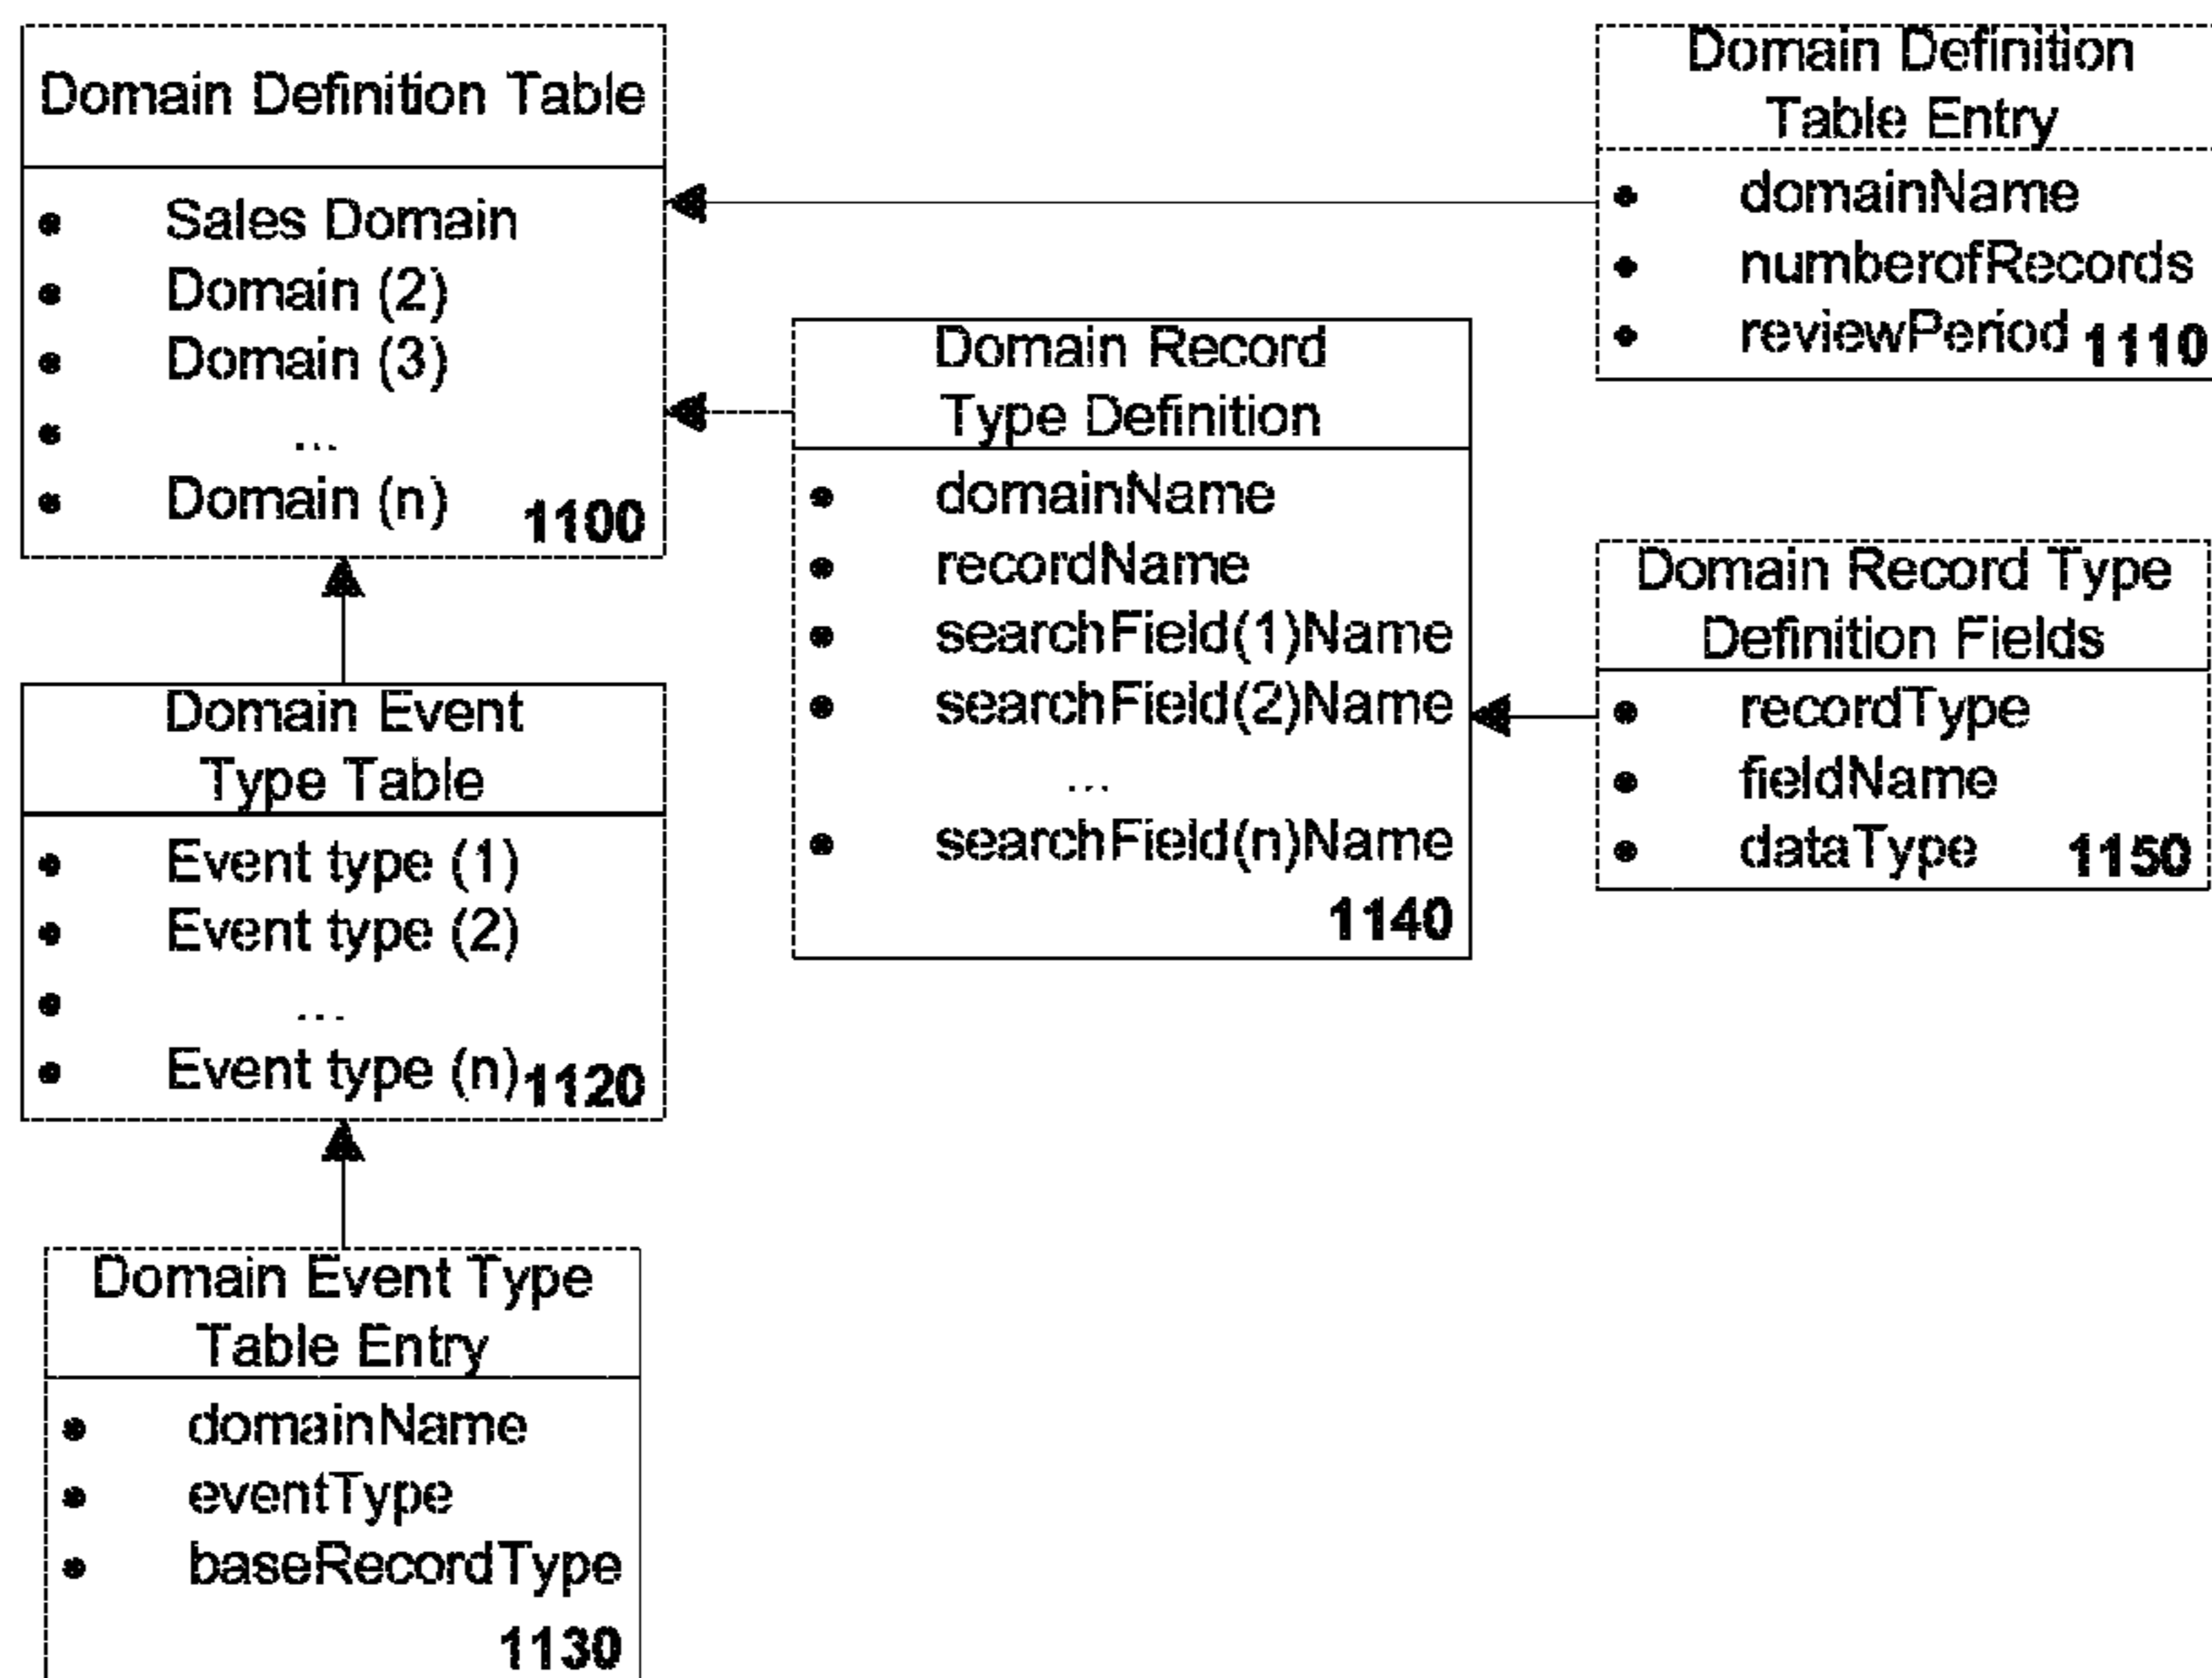 Domain Definition Table
• Sales Domain
• Domain (2)
• Domain (3)
• ...
• Domain (n) 1100
Domain Definition
Table Entry
• domainName
• numberofRecords
• reviewPeriod 1110
Domain Record
Type Definition
• domainName
• recordName
• searchField(1)Name
• searchField(2)Name
...
• searchField(n)Name
1140
Domain Record Type
Definition Fields
• recordType
• fieldName
• dataType 1150
Domain Event
Type Table
• Event type (1)
• Event type (2)
• ...
• Event type (n) 1120
Domain Event Type
Table Entry
• domainName
• eventType
• baseRecordType
1130